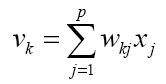 v_k = \sum_{j=1}^{p} w_{kj} x_j